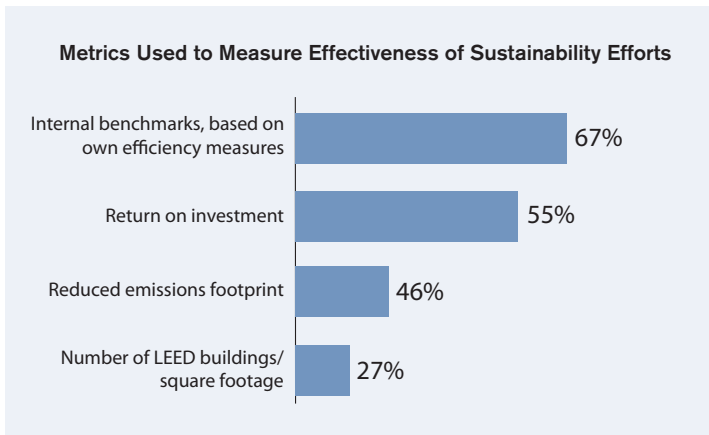 Metrics Used to Measure Effectiveness of Sustainability Efforts
Internal benchmarks, based on
own efficiency measures
67%
Return on investment
55%
Reduced emissions footprint
46%
Number of LEED buildings/
square footage
27%